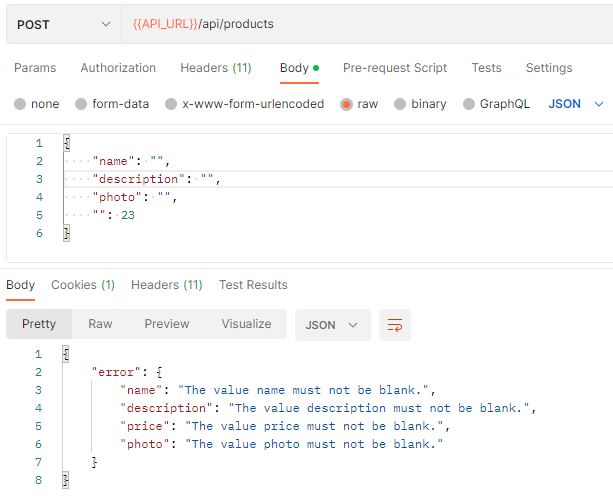 POST {{API_URL}}/api/products
Params Authorization Headers (11) Body Pre-request Script Tests Settings
none form-data x-www-form-urlencoded raw binary GraphQL JSON
1 {
2 "name": "",
3 "description": "",
4 "photo": "",
5 "": 23
6 }
Body Cookies (1) Headers (11) Test Results
Pretty Raw Preview Visualize JSON
1 {
2 "error": {
3 "name": "The value name must not be blank.",
4 "description": "The value description must not be blank.",
5 "price": "The value price must not be blank.",
6 "photo": "The value photo must not be blank."
7 }
8 }